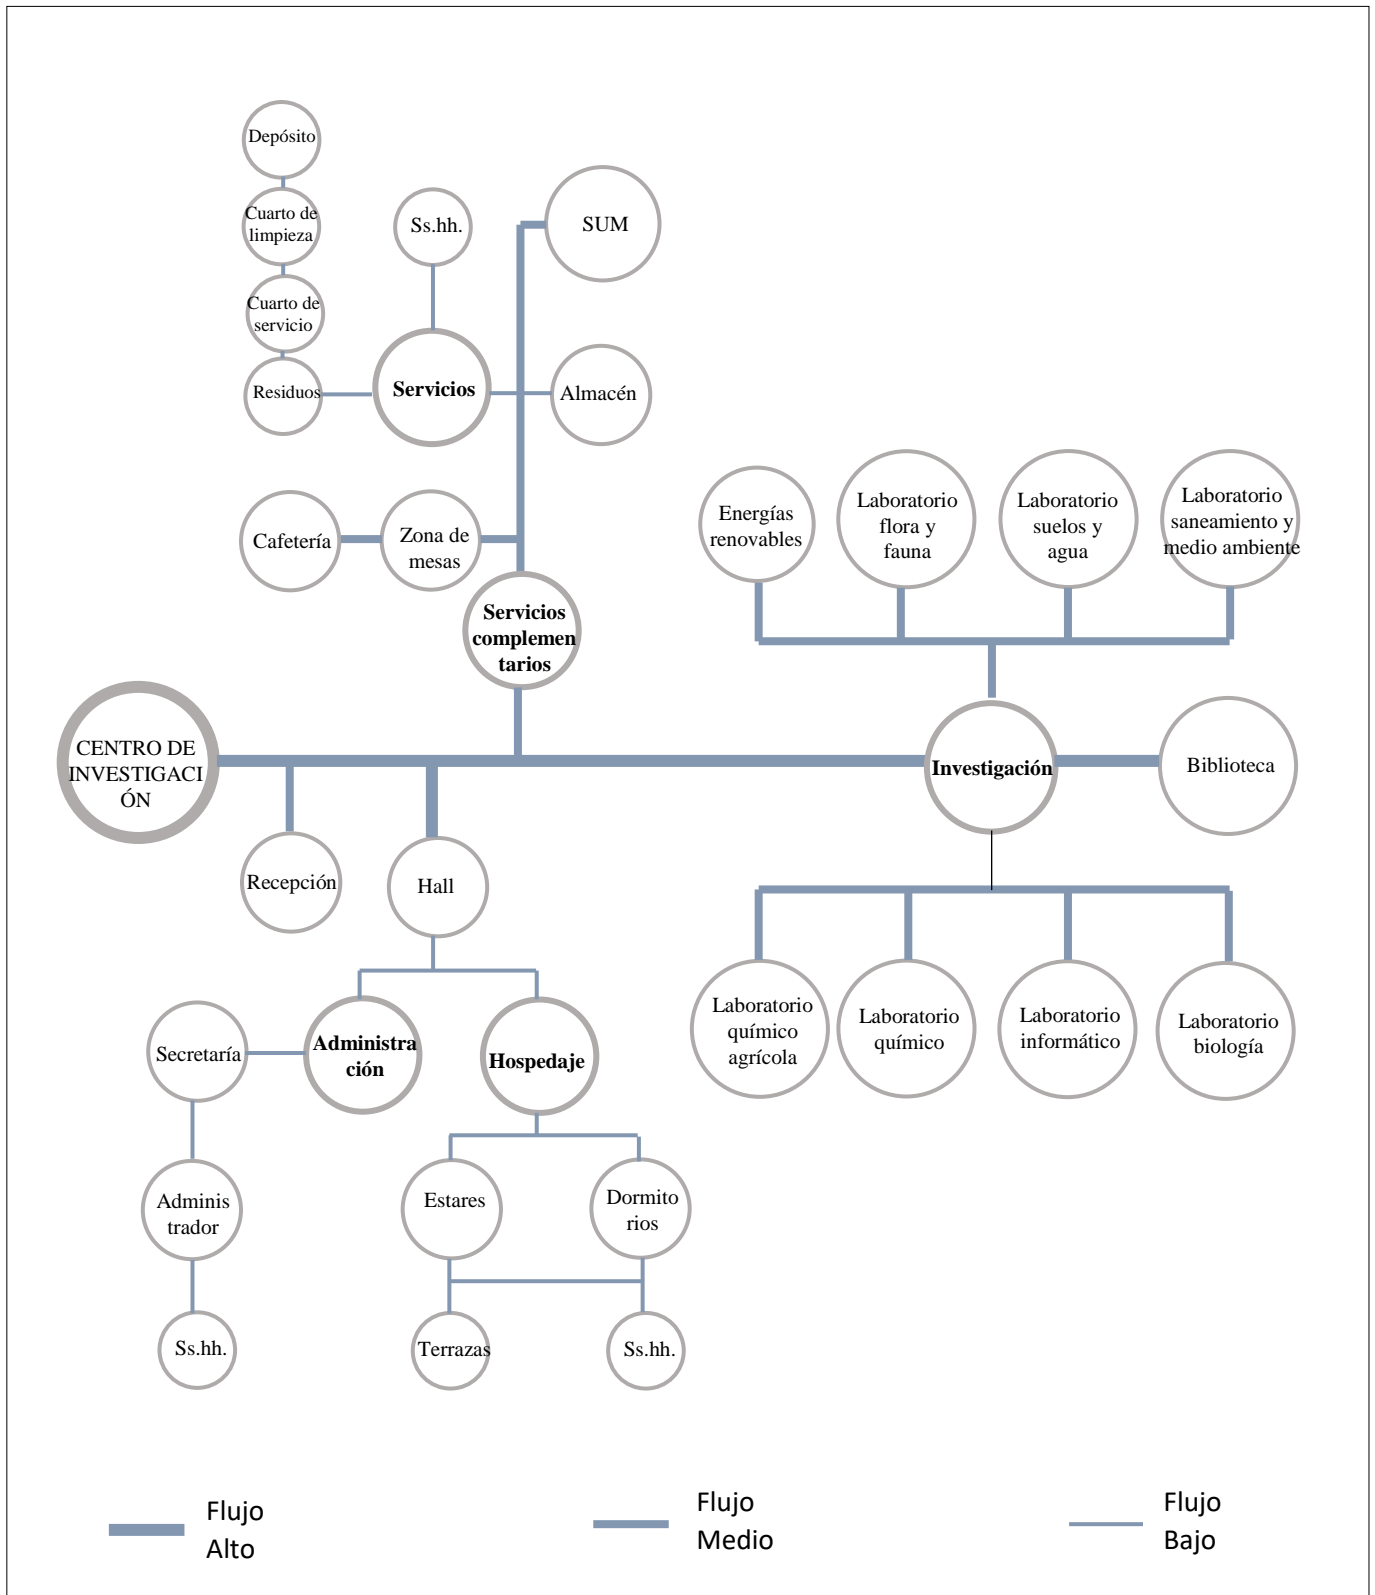 Depósito
Cuarto de
limpieza
Cuarto de
servicio
Residuos
Ss.hh.
Servicios
SUM
Almacén
Cafetería
Zona de
mesas
Servicios
complemen
tarios
Energías
renovables
Laboratorio
flora y
fauna
Laboratorio
suelos y
agua
Laboratorio
saneamiento y
medio ambiente
CENTRO DE
INVESTIGACI
ÓN
Investigación
Biblioteca
Recepción
Hall
Secretaría
Administra
ción
Hospedaje
Laboratorio
químico
agrícola
Laboratorio
químico
Laboratorio
informático
Laboratorio
biología
Adminis
trador
Estares
Dormito
rios
Ss.hh.
Terrazas
Ss.hh.
Flujo
Alto
Flujo
Medio
Flujo
Bajo